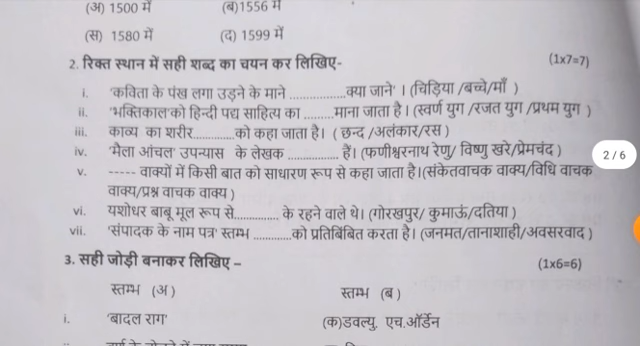 (अ) 1500 में (ब)1556 में
(स) 1580 में (द) 1599 में
2. रिक्त स्थान में सही शब्द का चयन कर लिखिए- (1x7=7)
i. 'कविता के पंख लगा उड़ने के माने ...............क्या जाने' । (चिड़िया /बच्चे/माँ )
ii. 'भक्तिकाल'को हिन्दी पद्य साहित्य का ........माना जाता है । (स्वर्ण युग /रजत युग /प्रथम युग )
iii. काव्य का शरीर...........को कहा जाता है। ( छन्द /अलंकार/रस )
iv. 'मैला आंचल' उपन्यास के लेखक .............. हैं। (फणीश्वरनाथ रेणु/ विष्णु खरे/प्रेमचंद )
2 / 6
v. ----- वाक्यों में किसी बात को साधारण रूप से कहा जाता है।(संकेतवाचक वाक्य/विधि वाचक
वाक्य/प्रश्न वाचक वाक्य )
vi. यशोधर बाबू मूल रूप से............. के रहने वाले थे। (गोरखपुर/ कुमाऊं/दतिया )
vii. 'संपादक के नाम पत्र' स्तम्भ ...........को प्रतिबिंबित करता है। (जनमत/तानाशाही/अवसरवाद )
3. सही जोड़ी बनाकर लिखिए – (1x6=6)
स्तम्भ (अ ) स्तम्भ (ब )
i. 'बादल राग' (क)डवल्यु. एच.ऑर्डेन